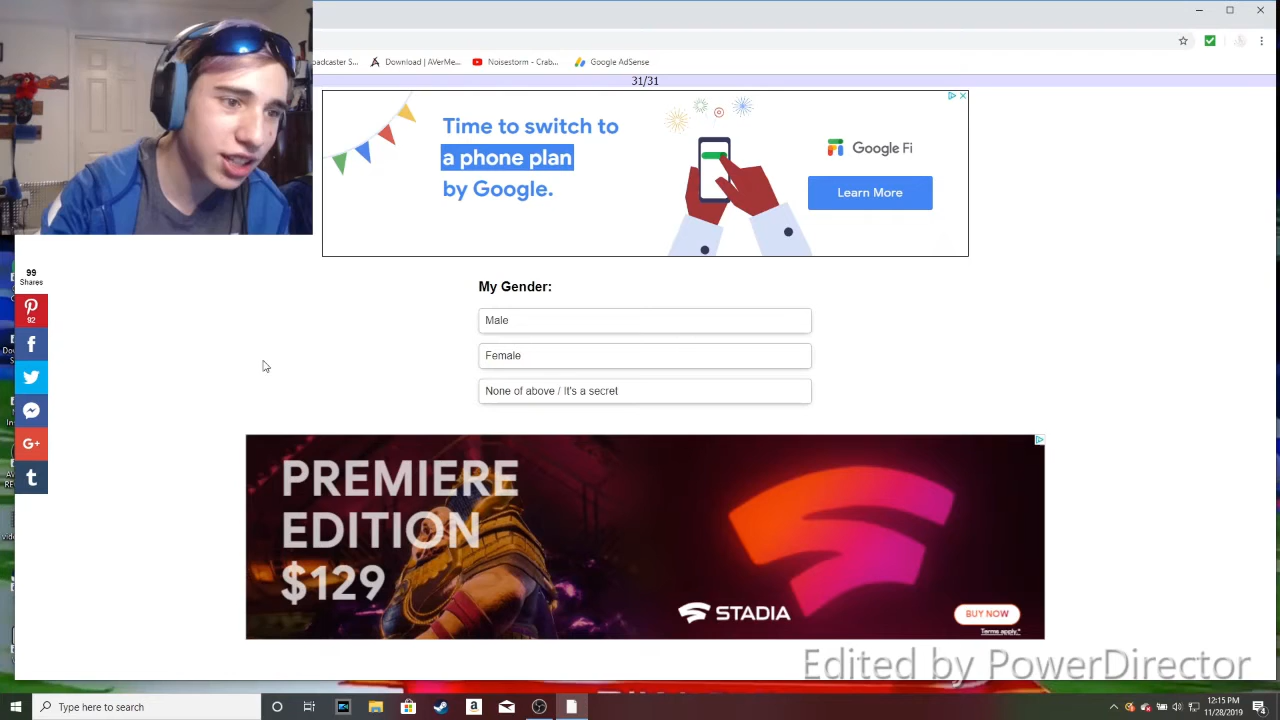 oadcaster S...
Download | AVerMe...
Noisestorm - Crab...
Google AdSense
31/31
Time to switch to
a phone plan
by Google.
Google Fi
Learn More
99
Shares
92
My Gender:
Male
Female
None of above / It's a secret
PREMIERE
EDITION
$129
STADIA
BUY NOW
Terms apply.*
Edited by PowerDirector
Type here to search
12:15 PM
11/28/2019
4